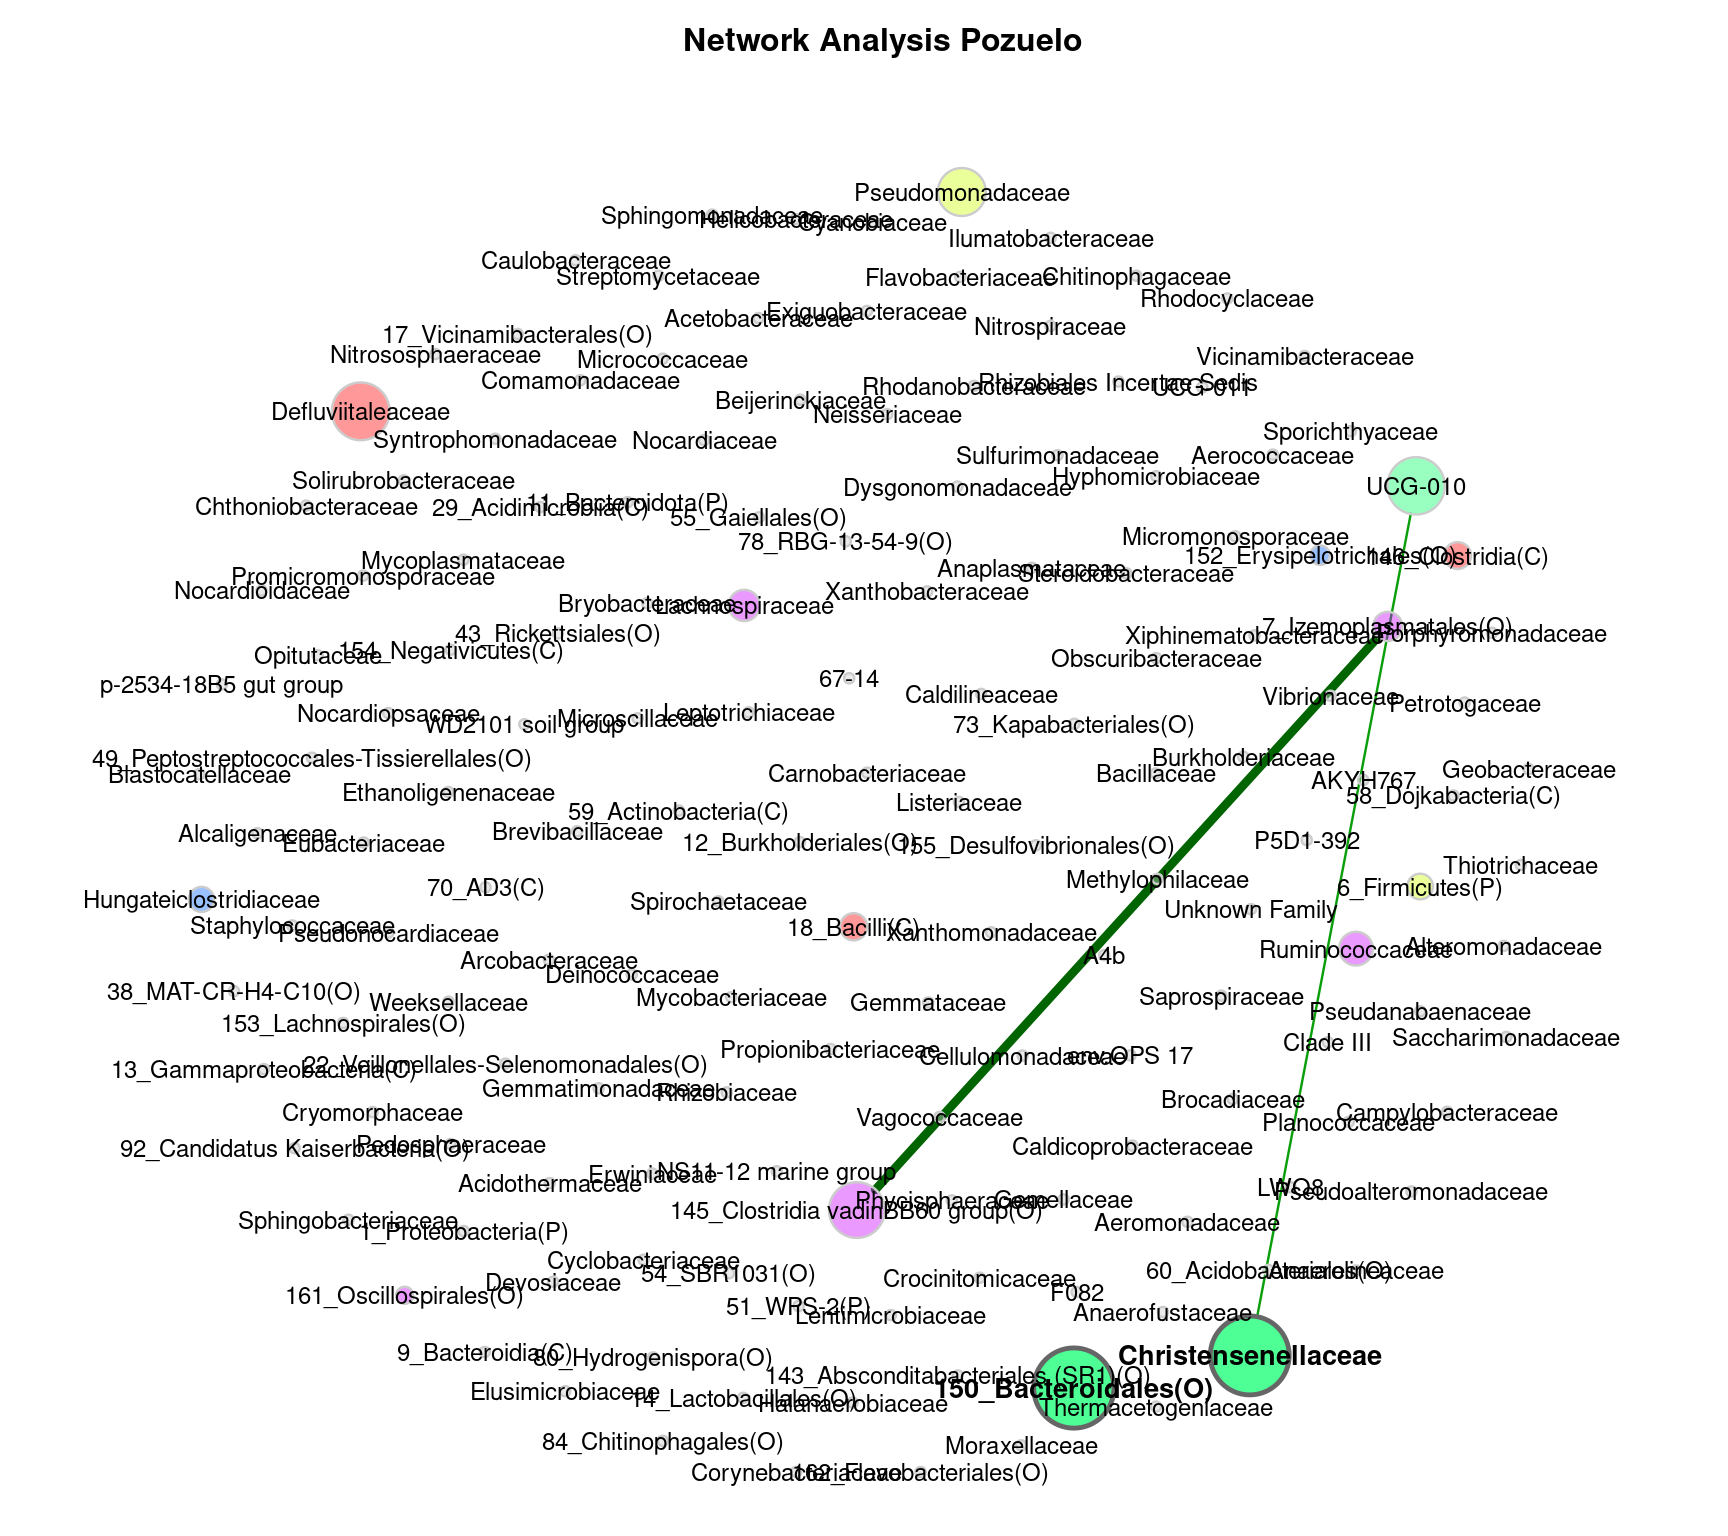 Network Analysis Pozuelo
Pseudomonadaceae
Sphingomonadaceae
Helicobacteraceae
Cyanobiaceae
Ilumatobacteraceae
Caulobacteraceae
Streptomycetaceae
Flavobacteriaceae
Chitinophagaceae
Rhodocyclaceae
Exiguobacteraceae
Acetobacteraceae
Nitrospiraceae
17_Vicinamibacterales(O)
Nitrososphaeraceae
Micrococcaceae
Vicinamibacteraceae
Comamonadaceae
Rhodanobacteraceae
Rhizobiales Incertae Sedis
UCG-011
Beijerinckiaceae
Neisseriaceae
Defluviitaleaceae
Syntrophomonadaceae
Nocardiaceae
Sporichthyaceae
Sulfurimonadaceae
Aerococcaceae
Hyphomicrobiaceae
Solirubrobacteraceae
Dysgonomonadaceae
UCG-010
Chthoniobacteraceae
29_Acidimicrobiia(C)
11_Bacteroidota(P)
55_Gaiellales(O)
78_RBG-13-54-9(O)
Micromonosporaceae
152_Erysipelotrichales(O)
146_Clostridia(C)
Mycoplasmataceae
Anaplasmataceae
Steroidobacteraceae
Promicromonosporaceae
Nocardioidaceae
Xanthobacteraceae
Bryobacteraceae
Lachnospiraceae
7_Izemoplasmatales(O)
Porphyromonadaceae
Xiphinematobacteraceae
43_Rickettsiales(O)
154_Negativicutes(C)
Opitutaceae
Obscuribacteraceae
p-2534-18B5 gut group
67-14
Caldilineaceae
Vibrionaceae
Petrotogaceae
Nocardiopsaceae
WD2101 soil group
Microscillaceae
Leptotrichiaceae
73_Kapabacteriales(O)
49_Peptostreptococcales-Tissierellales(O)
Blastocatellaceae
Burkholderiaceae
Carnobacteriaceae
Bacillaceae
AKYH767
Geobacteraceae
Ethanoligenenaceae
58_Dojkabacteria(C)
Listeriaceae
59_Actinobacteria(C)
Alcaligenaceae
Eubacteriaceae
Brevibacillaceae
12_Burkholderiales(O)
155_Desulfovibrionales(O)
P5D1-392
Thiotrichaceae
Methylophilaceae
70_AD3(C)
6_Firmicutes(P)
Hungateiclostridiaceae
Spirochaetaceae
Unknown Family
Staphylococcaceae
Pseudonocardiaceae
18_Bacilli(C)
Xanthomonadaceae
Ruminococcaceae
Alteromonadaceae
A4b
Arcobacteraceae
Deinococcaceae
38_MAT-CR-H4-C10(O)
Weeksellaceae
Mycobacteriaceae
Gemmataceae
Saprospiraceae
Pseudanabaenaceae
153_Lachnospirales(O)
Clade III
Saccharimonadaceae
Propionibacteriaceae
Cellulomonadaceae
env.OPS 17
13_Gammaproteobacteria(C)
22_Veillonellales-Selenomonadales(O)
Gemmatimonadaceae
Rhizobiaceae
Brocadiaceae
Cryomorphaceae
Vagococcaceae
Planococcaceae
Campylobacteraceae
92_Candidatus Kaiserbacteria(O)
Pedosphaeraceae
Caldicoprobacteraceae
Erwiniaceae
NS11-12 marine group
Acidothermaceae
LWQ8
Pseudoalteromonadaceae
Phycisphaeraceae
Gemellaceae
145_Clostridia vadinBB60 group(O)
Sphingobacteriaceae
1_Proteobacteria(P)
Aeromonadaceae
Cyclobacteriaceae
54_SBR1031(O)
Devosiaceae
Crocinitomicaceae
60_Acidobacteriales(O)
Anaerolineaceae
161_Oscillospirales(O)
F082
51_WPS-2(P)
Lentimicrobiaceae
Anaerofustaceae
9_Bacteroidia(C)
80_Hydrogenispora(O)
Christensenellaceae
143_Absconditabacteriales (SR1)(O)
150_Bacteroidales(O)
Elusimicrobiaceae
14_Lactobacillales(O)
Halanaerobiaceae
Thermacetogeniaceae
84_Chitinophagales(O)
Moraxellaceae
Corynebacteriaceae
162_Flavobacteriales(O)